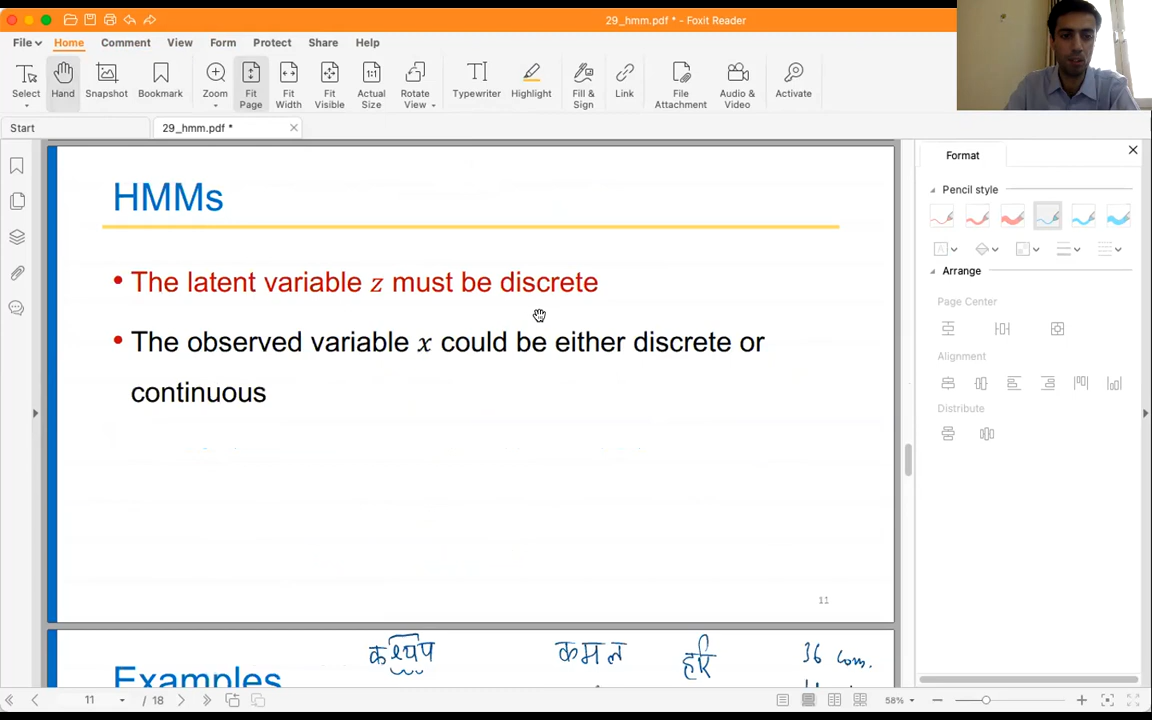 29_hmm.pdf * - Foxit Reader
File Home Comment View Form Protect Share Help
Select Hand Snapshot Bookmark Zoom Fit Page Fit Width Fit Visible Actual Size Rotate View Typewriter Highlight Fill & Sign Link File Attachment Audio & Video Activate
Start 29_hmm.pdf *
Format
Pencil style
Arrange
Page Center
Alignment
Distribute
HMMs
• The latent variable z must be discrete
• The observed variable x could be either discrete or
continuous
11
कश्यप कमल हरि 36 con.
Examples
11 / 18 58%